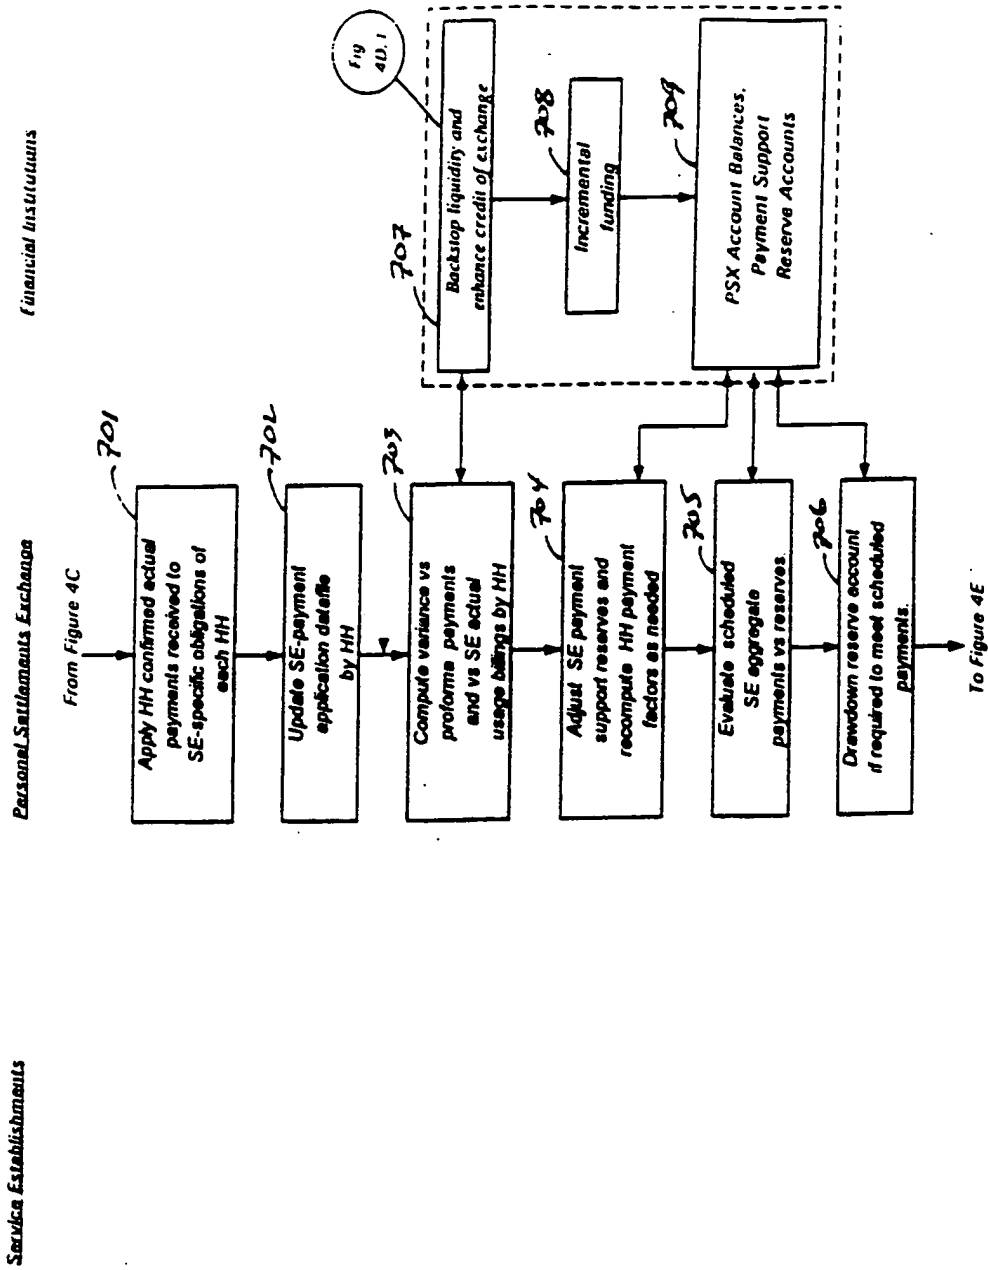 Service Establishments
Personal Settlements Exchange
Financial Institutions
From Figure 4C
701
Apply HH confirmed actual
payments received to
SE-specific obligations of
each HH
702
Update SE-payment
application datafile
by HH
703
Compute variance vs
proforma payments
and vs SE actual
usage billings by HH
704
Adjust SE payment
support reserves and
recompute HH payment
factors as needed
705
Evaluate scheduled
SE aggregate
payments vs reserves
706
Drawdown reserve account
if required to meet scheduled
payments.
To Figure 4E
Fig
4D.1
707
Backstop liquidity and
enhance credit of exchange
708
Incremental
funding
709
PSX Account Balances,
Payment Support
Reserve Accounts